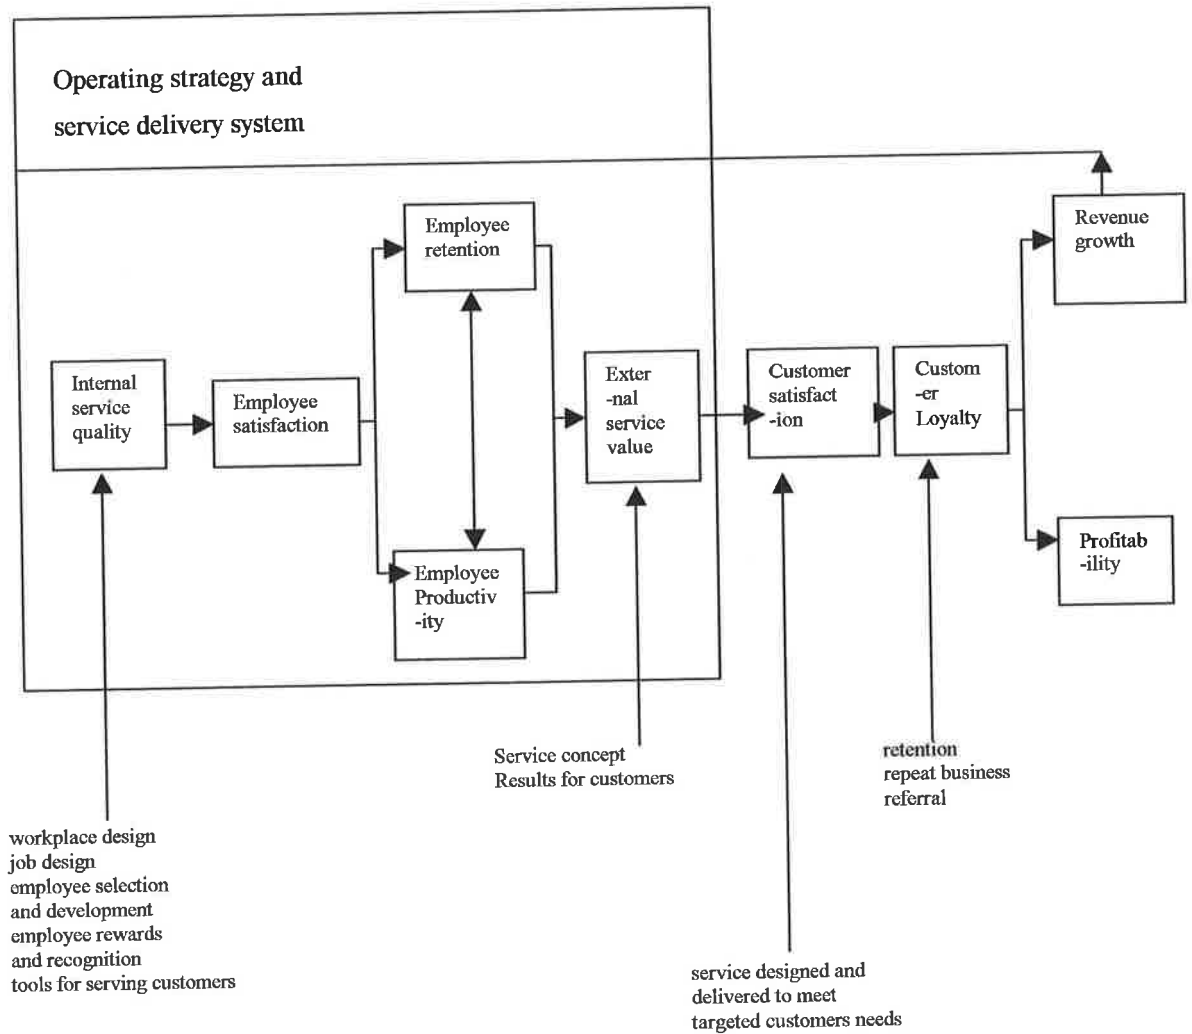 Operating strategy and
service delivery system
Employee
retention
Revenue
growth
Internal
service
quality
Employee
satisfaction
Exter
-nal
service
value
Customer
satisfact
-ion
Custom
-er
Loyalty
Employee
Productiv
-ity
Profitab
-ility
Service concept
Results for customers
retention
repeat business
referral
workplace design
job design
employee selection
and development
employee rewards
and recognition
tools for serving customers
service designed and
delivered to meet
targeted customers needs